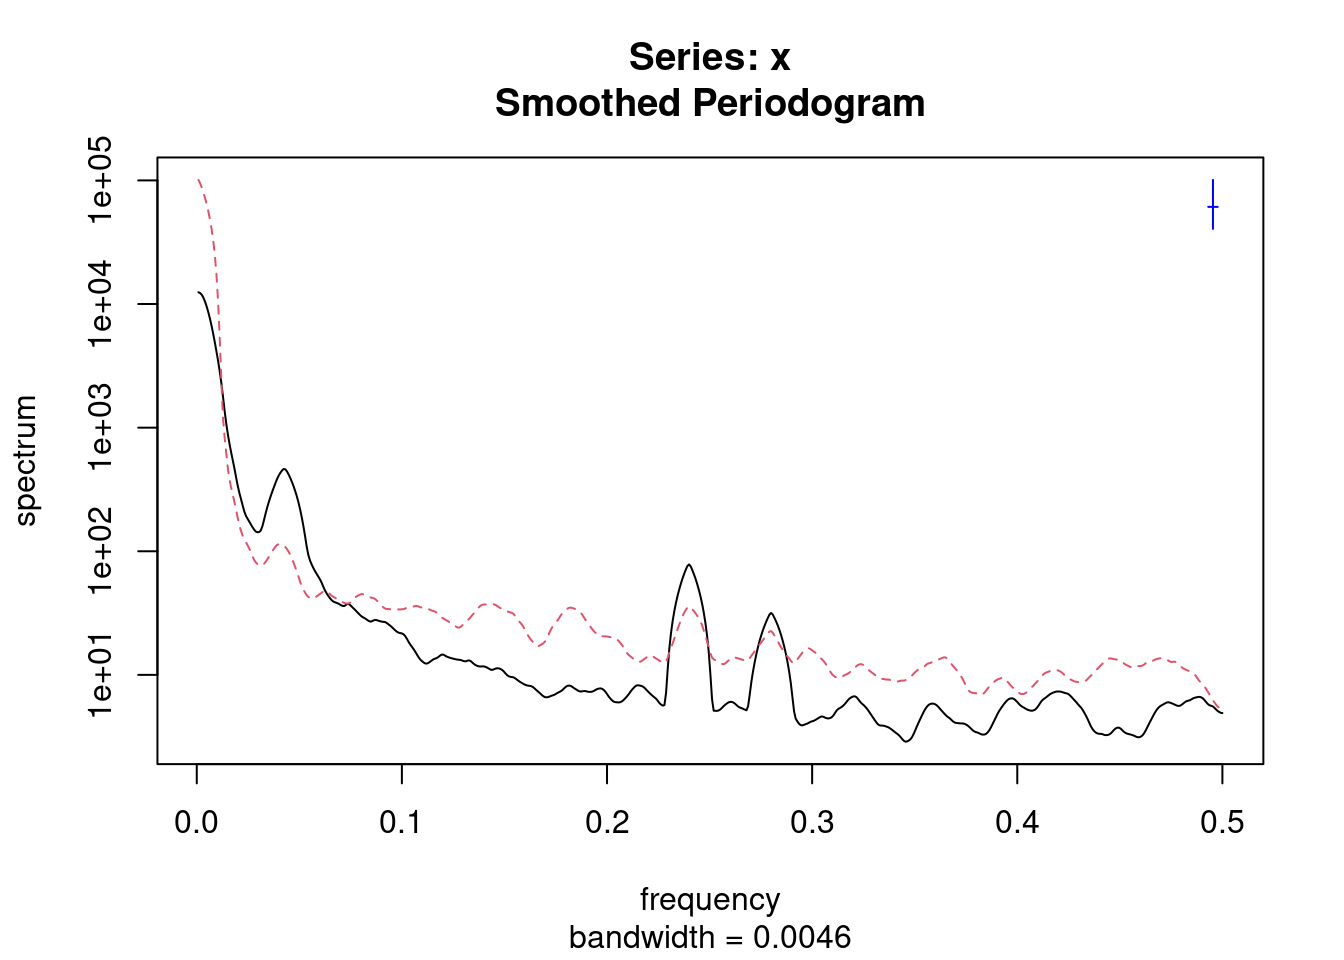 Series: x
Smoothed Periodogram
spectrum
1e+05
1e+04
1e+03
1e+02
1e+01
0.0 0.1 0.2 0.3 0.4 0.5
frequency
bandwidth = 0.0046